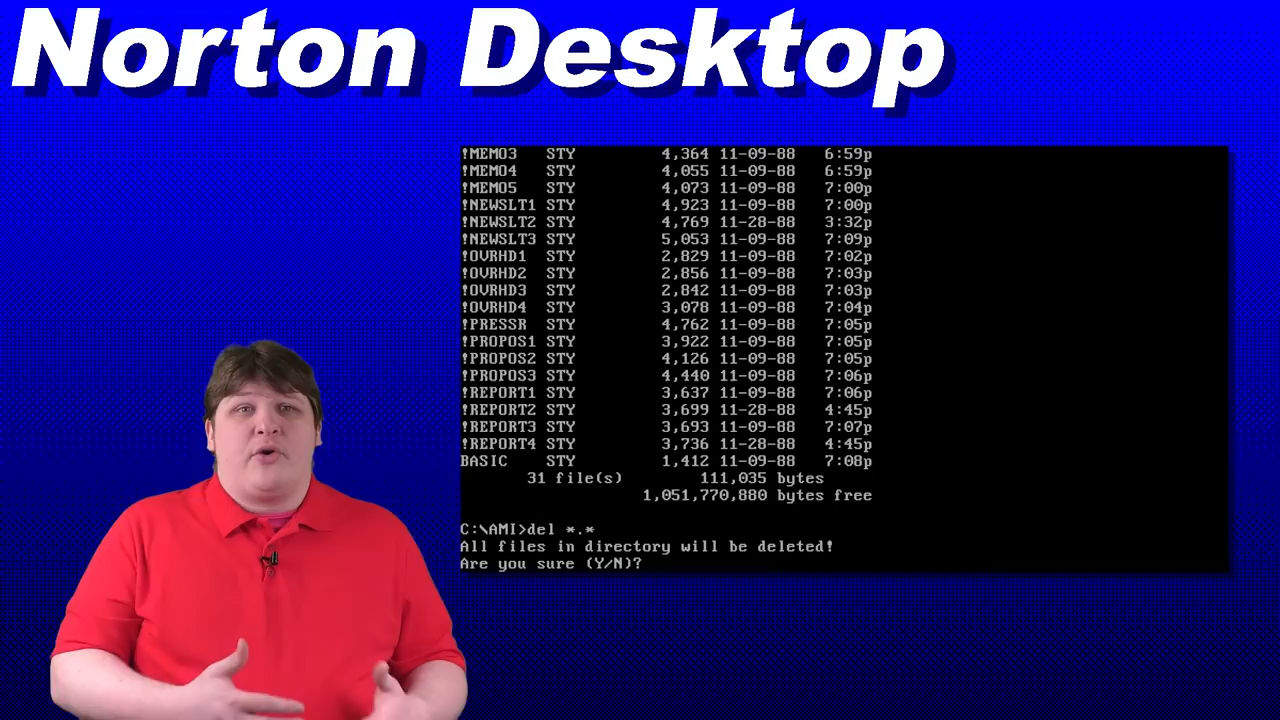 Norton Desktop
!MEMO3 STY 4,364 11-09-88 6:59p
!MEMO4 STY 4,055 11-09-88 6:59p
!MEMO5 STY 4,073 11-09-88 7:00p
!NEWSLT1 STY 4,923 11-09-88 7:00p
!NEWSLT2 STY 4,769 11-28-88 3:32p
!NEWSLT3 STY 5,053 11-09-88 7:09p
!OVRHD1 STY 2,829 11-09-88 7:02p
!OVRHD2 STY 2,856 11-09-88 7:03p
!OVRHD3 STY 2,842 11-09-88 7:03p
!OVRHD4 STY 3,078 11-09-88 7:04p
!PRESSR STY 4,762 11-09-88 7:05p
!PROPOS1 STY 3,922 11-09-88 7:05p
!PROPOS2 STY 4,126 11-09-88 7:05p
!PROPOS3 STY 4,440 11-09-88 7:06p
!REPORT1 STY 3,637 11-09-88 7:06p
!REPORT2 STY 3,699 11-28-88 4:45p
!REPORT3 STY 3,693 11-09-88 7:07p
!REPORT4 STY 3,736 11-28-88 4:45p
BASIC STY 1,412 11-09-88 7:08p
31 file(s) 111,035 bytes
1,051,770,880 bytes free
C:\AMI>del *.*
All files in directory will be deleted!
Are you sure (Y/N)?